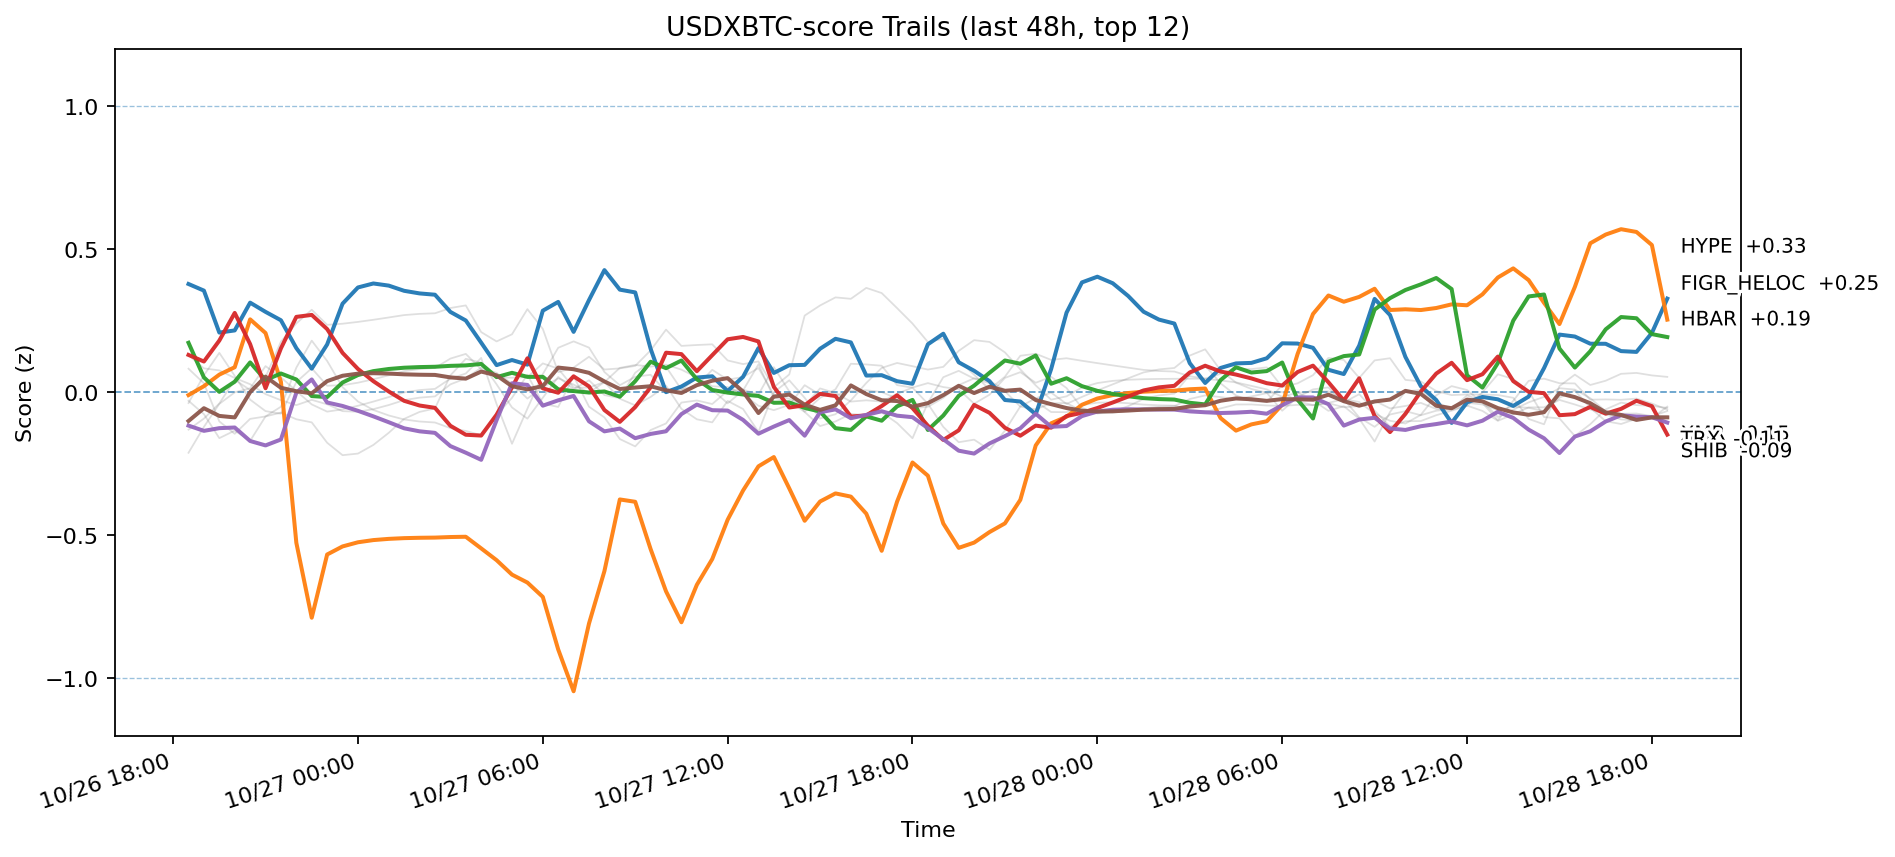 USDXBTC-score Trails (last 48h, top 12)
Score (z)
1.0
0.5
0.0
−0.5
−1.0
HYPE +0.33
FIGR_HELOC +0.25
HBAR +0.19
TRX
SHIB -0.09
10/26 18:00
10/27 00:00
10/27 06:00
10/27 12:00
10/27 18:00
10/28 00:00
10/28 06:00
10/28 12:00
10/28 18:00
Time